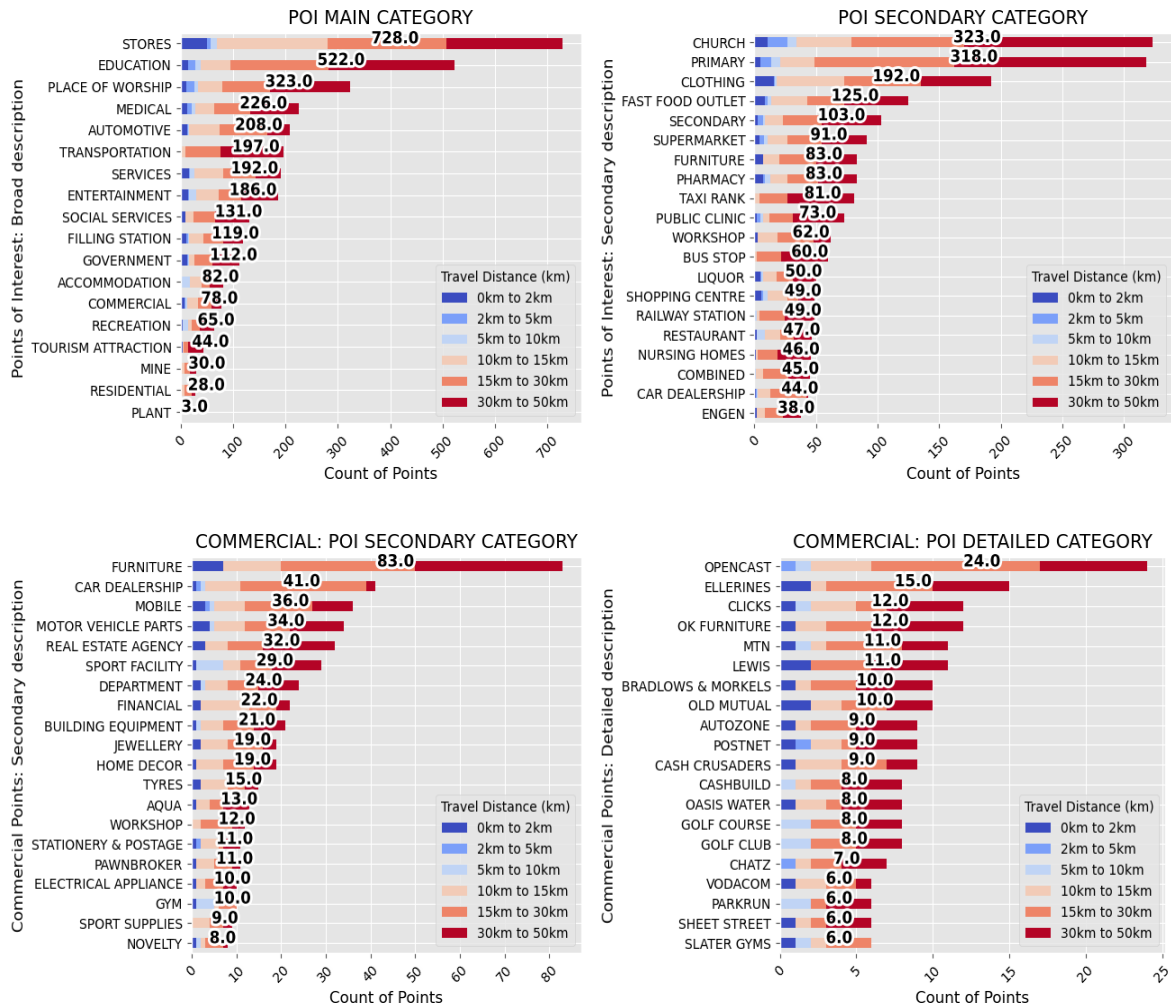 POI MAIN CATEGORY
Points of Interest: Broad description
STORES 728.0
EDUCATION 522.0
PLACE OF WORSHIP 323.0
MEDICAL 226.0
AUTOMOTIVE 208.0
TRANSPORTATION 197.0
SERVICES 192.0
ENTERTAINMENT 186.0
SOCIAL SERVICES 131.0
FILLING STATION 119.0
GOVERNMENT 112.0
ACCOMMODATION 82.0
COMMERCIAL 78.0
RECREATION 65.0
TOURISM ATTRACTION 44.0
MINE 30.0
RESIDENTIAL 28.0
PLANT 3.0
Travel Distance (km)
0km to 2km
2km to 5km
5km to 10km
10km to 15km
15km to 30km
30km to 50km
0 100 200 300 400 500 600 700
Count of Points
POI SECONDARY CATEGORY
Points of Interest: Secondary description
CHURCH 323.0
PRIMARY 318.0
CLOTHING 192.0
FAST FOOD OUTLET 125.0
SECONDARY 103.0
SUPERMARKET 91.0
FURNITURE 83.0
PHARMACY 83.0
TAXI RANK 81.0
PUBLIC CLINIC 73.0
WORKSHOP 62.0
BUS STOP 60.0
LIQUOR 50.0
SHOPPING CENTRE 49.0
RAILWAY STATION 49.0
RESTAURANT 47.0
NURSING HOMES 46.0
COMBINED 45.0
CAR DEALERSHIP 44.0
ENGEN 38.0
Travel Distance (km)
0km to 2km
2km to 5km
5km to 10km
10km to 15km
15km to 30km
30km to 50km
0 50 100 150 200 250 300
Count of Points
COMMERCIAL: POI SECONDARY CATEGORY
Commercial Points: Secondary description
FURNITURE 83.0
CAR DEALERSHIP 41.0
MOBILE 36.0
MOTOR VEHICLE PARTS 34.0
REAL ESTATE AGENCY 32.0
SPORT FACILITY 29.0
DEPARTMENT 24.0
FINANCIAL 22.0
BUILDING EQUIPMENT 21.0
JEWELLERY 19.0
HOME DECOR 19.0
TYRES 15.0
AQUA 13.0
WORKSHOP 12.0
STATIONERY & POSTAGE 11.0
PAWNBROKER 11.0
ELECTRICAL APPLIANCE 10.0
GYM 10.0
SPORT SUPPLIES 9.0
NOVELTY 8.0
Travel Distance (km)
0km to 2km
2km to 5km
5km to 10km
10km to 15km
15km to 30km
30km to 50km
0 10 20 30 40 50 60 70 80
Count of Points
COMMERCIAL: POI DETAILED CATEGORY
Commercial Points: Detailed description
OPENCAST 24.0
ELLERINES 15.0
CLICKS 12.0
OK FURNITURE 12.0
MTN 11.0
LEWIS 11.0
BRADLOWS & MORKELS 10.0
OLD MUTUAL 10.0
AUTOZONE 9.0
POSTNET 9.0
CASH CRUSADERS 9.0
CASHBUILD 8.0
OASIS WATER 8.0
GOLF COURSE 8.0
GOLF CLUB 8.0
CHATZ 7.0
VODACOM 6.0
PARKRUN 6.0
SHEET STREET 6.0
SLATER GYMS 6.0
Travel Distance (km)
0km to 2km
2km to 5km
5km to 10km
10km to 15km
15km to 30km
30km to 50km
0 5 10 15 20 25
Count of Points